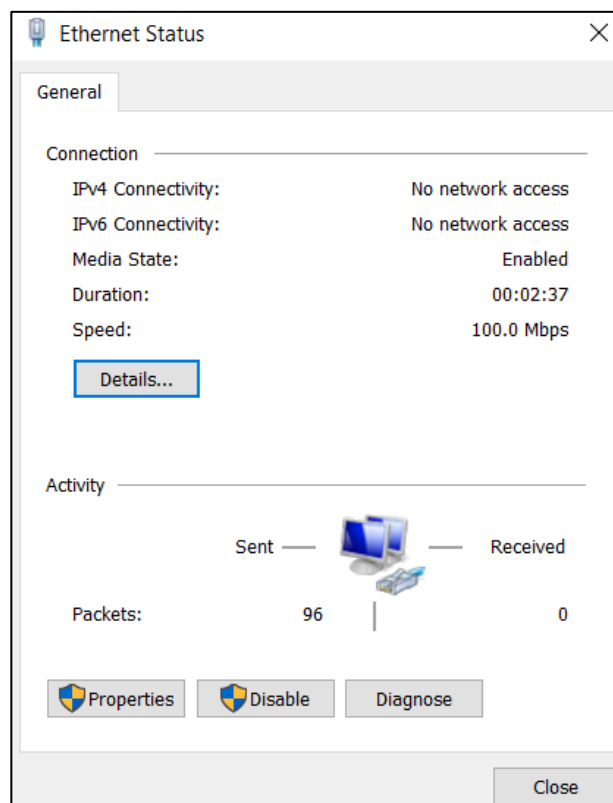 Ethernet Status
General
Connection
IPv4 Connectivity: No network access
IPv6 Connectivity: No network access
Media State: Enabled
Duration: 00:02:37
Speed: 100.0 Mbps
Details...
Activity
Sent Received
Packets: 96 0
Properties Disable Diagnose
Close